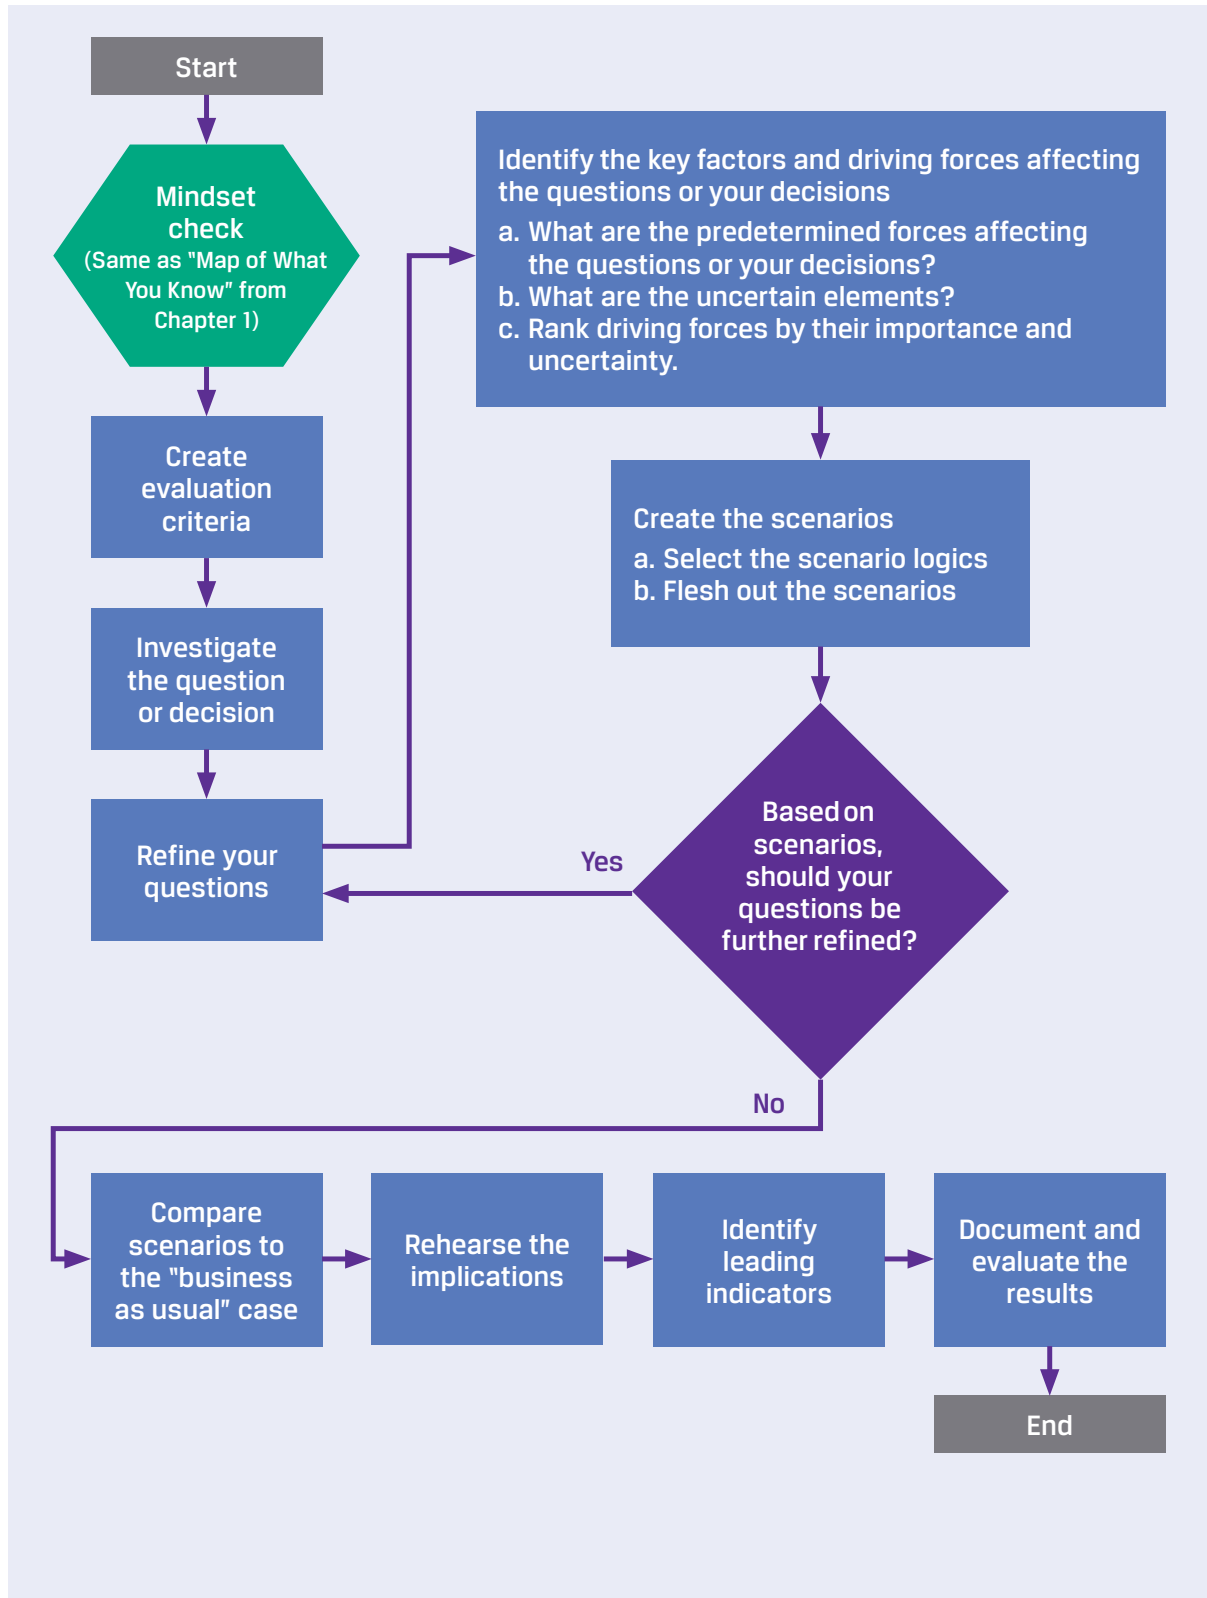 Start
Mindset
check
(Same as "Map of What
You Know" from
Chapter 1)
Create
evaluation
criteria
Investigate
the question
or decision
Refine your
questions
Identify the key factors and driving forces affecting
the questions or your decisions
a. What are the predetermined forces affecting
the questions or your decisions?
b. What are the uncertain elements?
c. Rank driving forces by their importance and
uncertainty.
Create the scenarios
a. Select the scenario logics
b. Flesh out the scenarios
Based on
scenarios,
should your
questions be
further refined?
Yes
No
Compare
scenarios to
the "business
as usual" case
Rehearse the
implications
Identify
leading
indicators
Document and
evaluate the
results
End